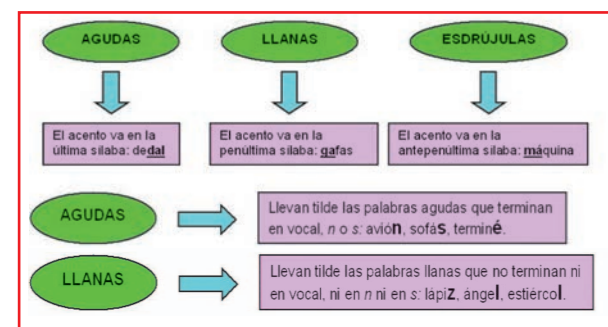 AGUDAS
LLANAS
ESDRÚJULAS
El acento va en la
última sílaba: dedal
El acento va en la
penúltima sílaba: gafas
El acento va en la
antepenúltima sílaba: máquina
AGUDAS
Llevan tilde las palabras agudas que terminan
en vocal, n o s: avión, sofás, terminé.
LLANAS
Llevan tilde las palabras llanas que no terminan ni
en vocal, ni en n ni en s: lápiz, ángel, estiércol.